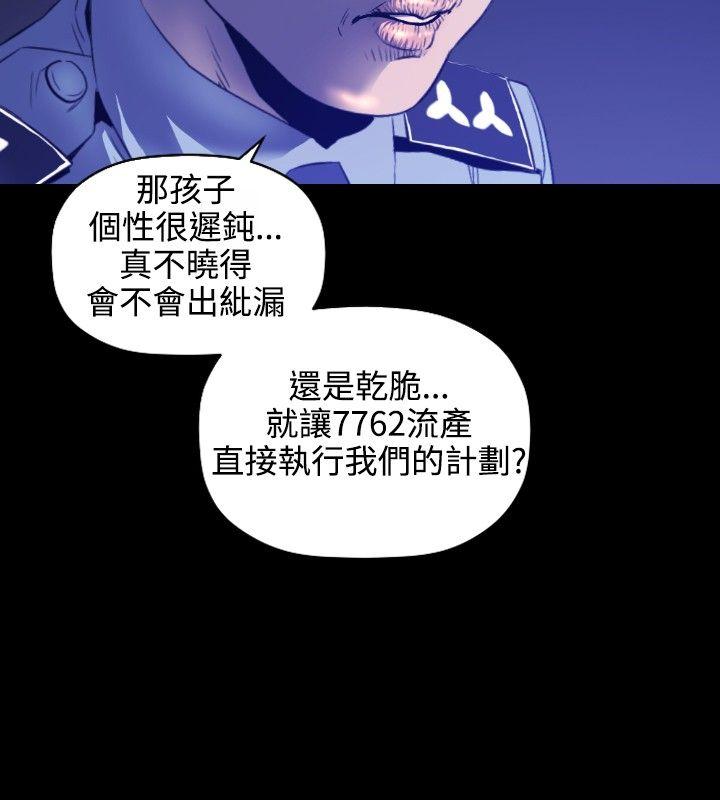 那孩子
個性很遲鈍...
真不曉得
會不會出紕漏
還是乾脆...
就讓7762流產
直接執行我們的計劃?